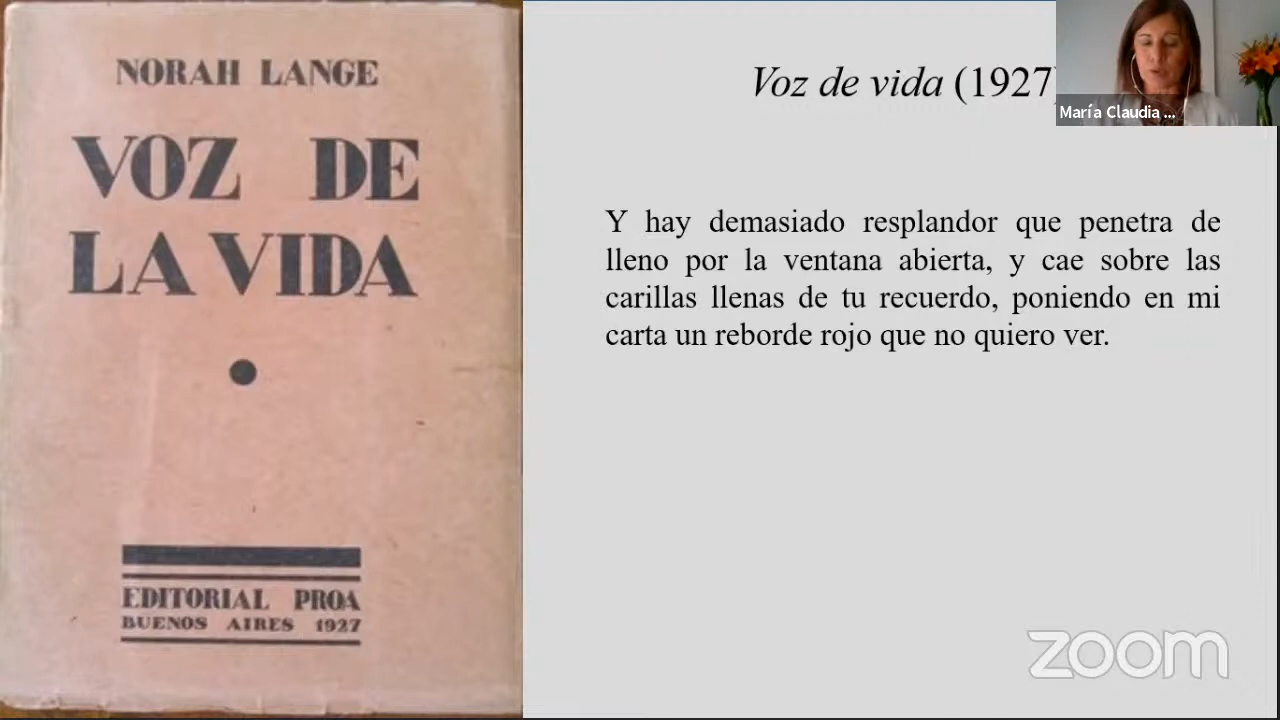 NORAH LANGE
VOZ DE
LA VIDA
EDITORIAL PROA
BUENOS AIRES 1927
Voz de vida (1927)
María Claudia ...
Y hay demasiado resplandor que penetra de
lleno por la ventana abierta, y cae sobre las
carillas llenas de tu recuerdo, poniendo en mi
carta un reborde rojo que no quiero ver.
zoom